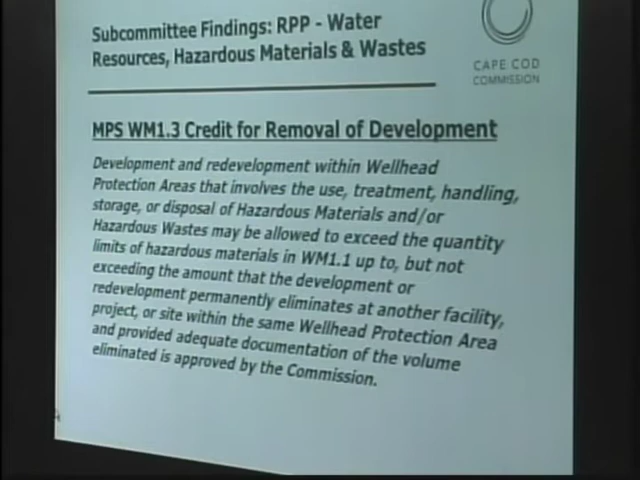 Subcommittee Findings: RPP - Water
Resources, Hazardous Materials & Wastes
CAPE COD
COMMISSION
MPS WM1.3 Credit for Removal of Development
Development and redevelopment within Wellhead
Protection Areas that involves the use, treatment, handling,
storage, or disposal of Hazardous Materials and/or
Hazardous Wastes may be allowed to exceed the quantity
limits of hazardous materials in WM1.1 up to, but not
exceeding the amount that the development or
redevelopment permanently eliminates at another facility,
project, or site within the same Wellhead Protection Area
and provided adequate documentation of the volume
eliminated is approved by the Commission.